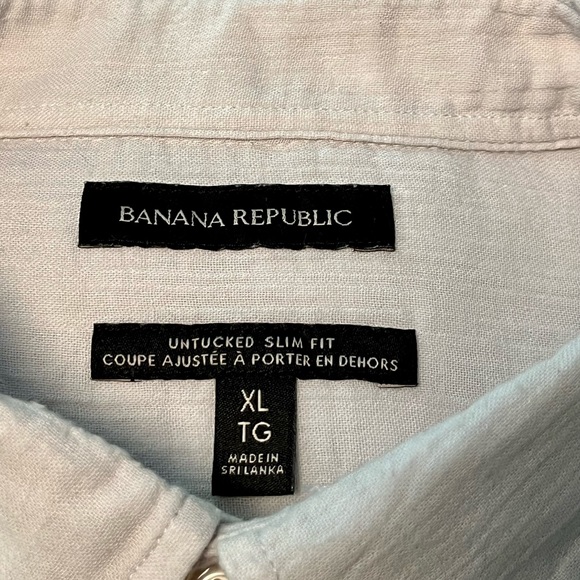 BANANA REPUBLIC
UNTUCKED SLIM FIT
COUPE AJUSTÉE À PORTER EN DEHORS
XL
TG
MADE IN
SRI LANKA